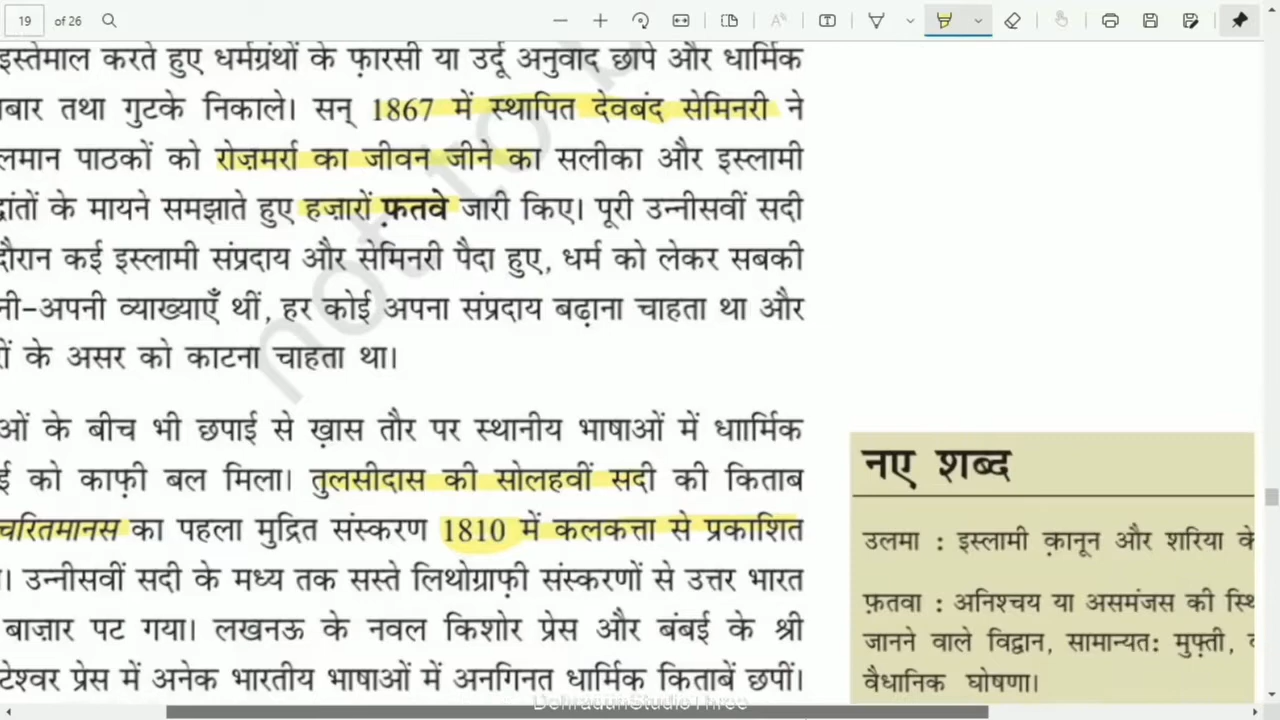 19 of 26
इस्तेमाल करते हुए धर्मग्रंथों के फ़ारसी या उर्दू अनुवाद छापे और धार्मिक
बार तथा गुटके निकाले। सन् 1867 में स्थापित देवबंद सेमिनरी ने
लमान पाठकों को रोज़मर्रा का जीवन जीने का सलीका और इस्लामी
द्धांतों के मायने समझाते हुए हज़ारों फ़तवे जारी किए। पूरी उन्नीसवीं सदी
दौरान कई इस्लामी संप्रदाय और सेमिनरी पैदा हुए, धर्म को लेकर सबकी
नी-अपनी व्याख्याएँ थीं, हर कोई अपना संप्रदाय बढ़ाना चाहता था और
के असर को काटना चाहता था।
ओं के बीच भी छपाई से ख़ास तौर पर स्थानीय भाषाओं में धाार्मिक
ई को काफ़ी बल मिला। तुलसीदास की सोलहवीं सदी की किताब
चरितमानस का पहला मुद्रित संस्करण 1810 में कलकत्ता से प्रकाशित
। उन्नीसवीं सदी के मध्य तक सस्ते लिथोग्राफ़ी संस्करणों से उत्तर भारत
बाज़ार पट गया। लखनऊ के नवल किशोर प्रेस और बंबई के श्री
टेश्वर प्रेस में अनेक भारतीय भाषाओं में अनगिनत धार्मिक किताबें छपीं।
नए शब्द
उलमा : इस्लामी क़ानून और शरिया के
फ़तवा : अनिश्चय या असमंजस की स्थि
जानने वाले विद्वान, सामान्यत: मुफ़्ती,
वैधानिक घोषणा।
not to
DehradunStudioThree